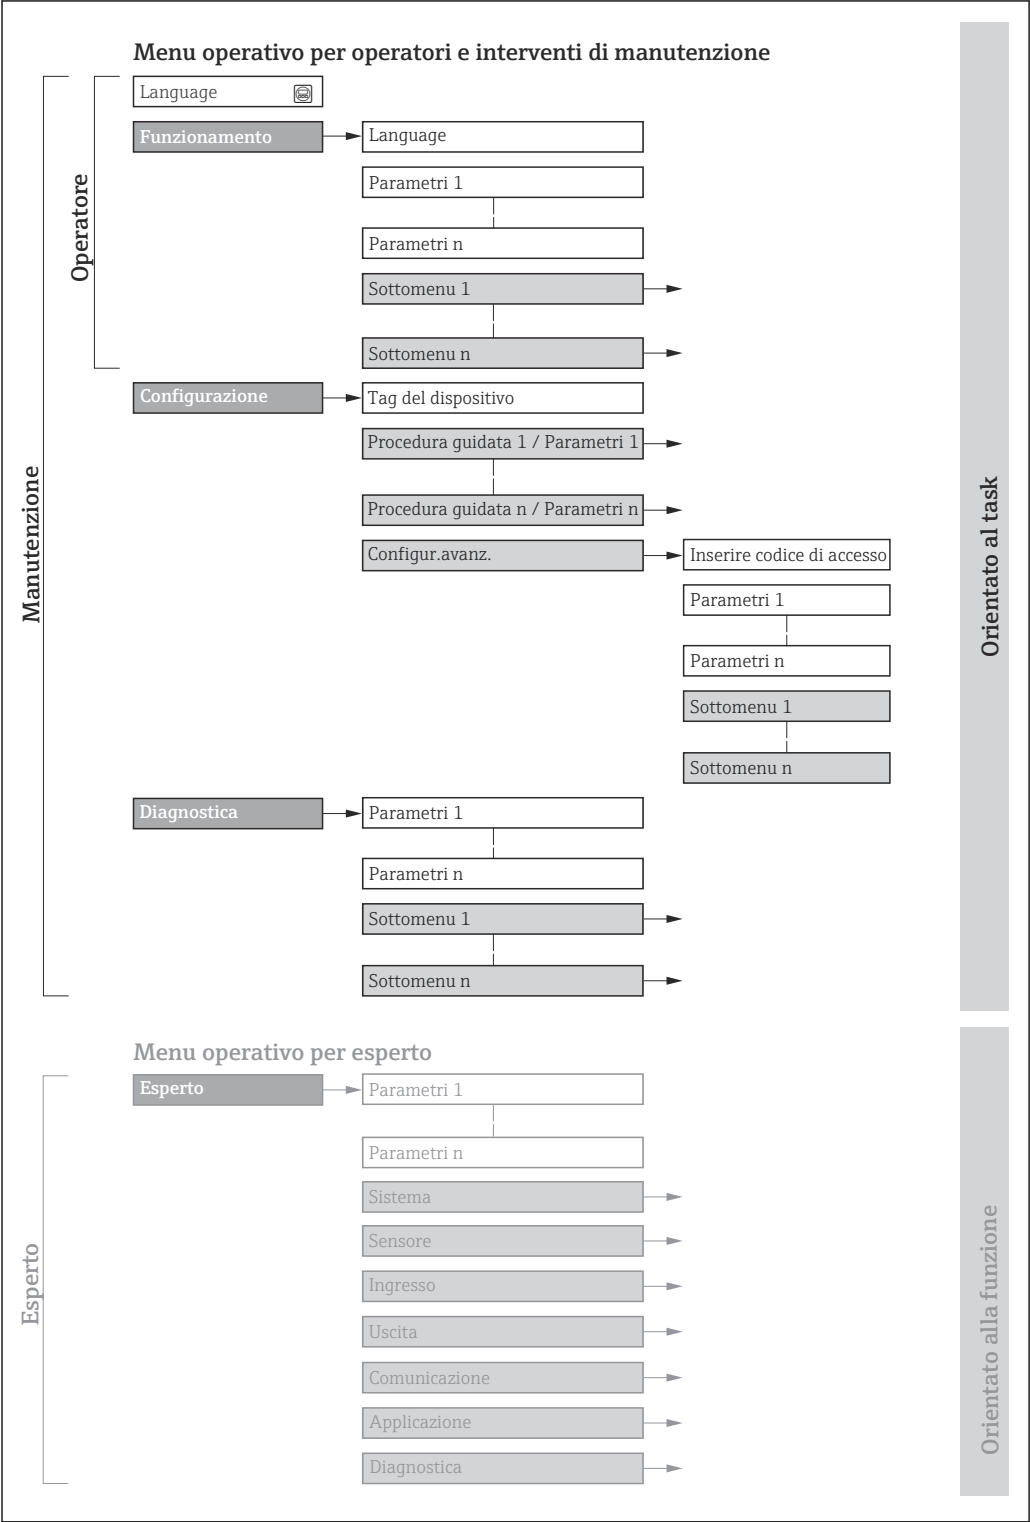 Menu operativo per operatori e interventi di manutenzione
Manutenzione
Operatore
Language
Funzionamento
Language
Parametri 1
Parametri n
Sottomenu 1
Sottomenu n
Configurazione
Tag del dispositivo
Procedura guidata 1 / Parametri 1
Procedura guidata n / Parametri n
Configur.avanz.
Inserire codice di accesso
Parametri 1
Parametri n
Sottomenu 1
Sottomenu n
Diagnostica
Parametri 1
Parametri n
Sottomenu 1
Sottomenu n
Orientato al task
Menu operativo per esperto
Esperto
Esperto
Parametri 1
Parametri n
Sistema
Sensore
Ingresso
Uscita
Comunicazione
Applicazione
Diagnostica
Orientato alla funzione